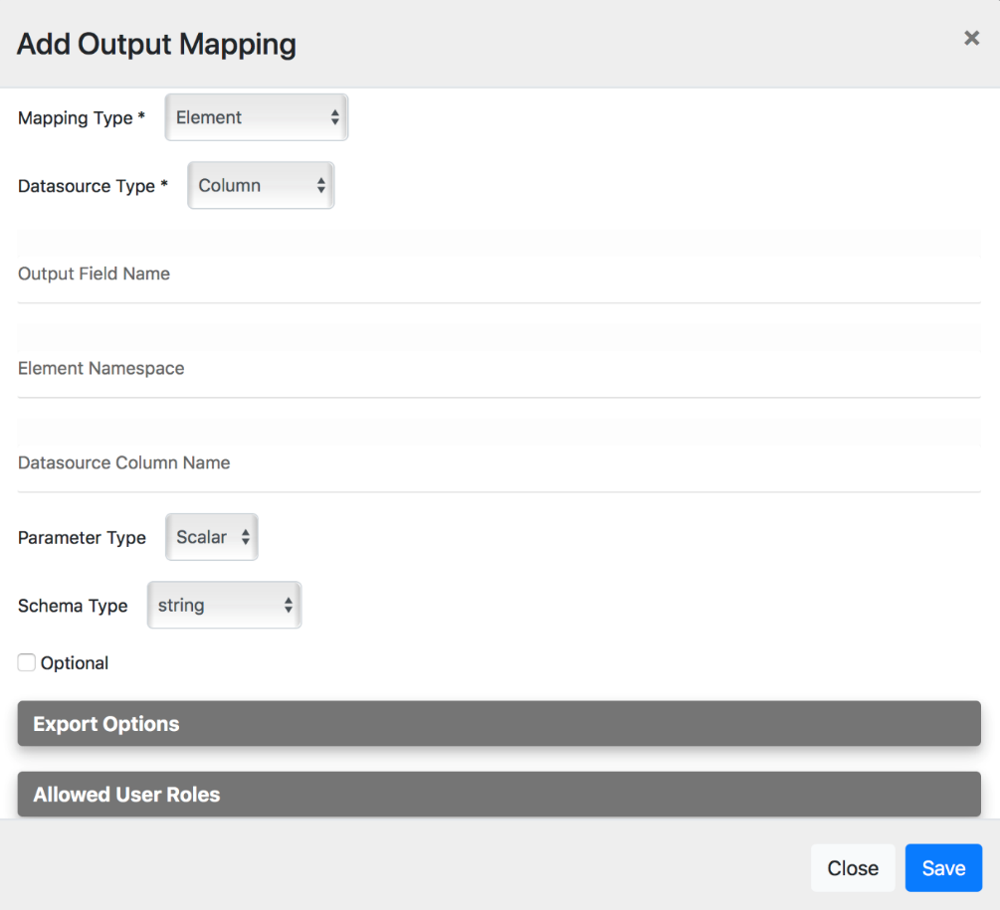 Add Output Mapping ×
Mapping Type * Element
Datasource Type * Column
Output Field Name
Element Namespace
Datasource Column Name
Parameter Type Scalar
Schema Type string
Optional
Export Options
Allowed User Roles
Close Save